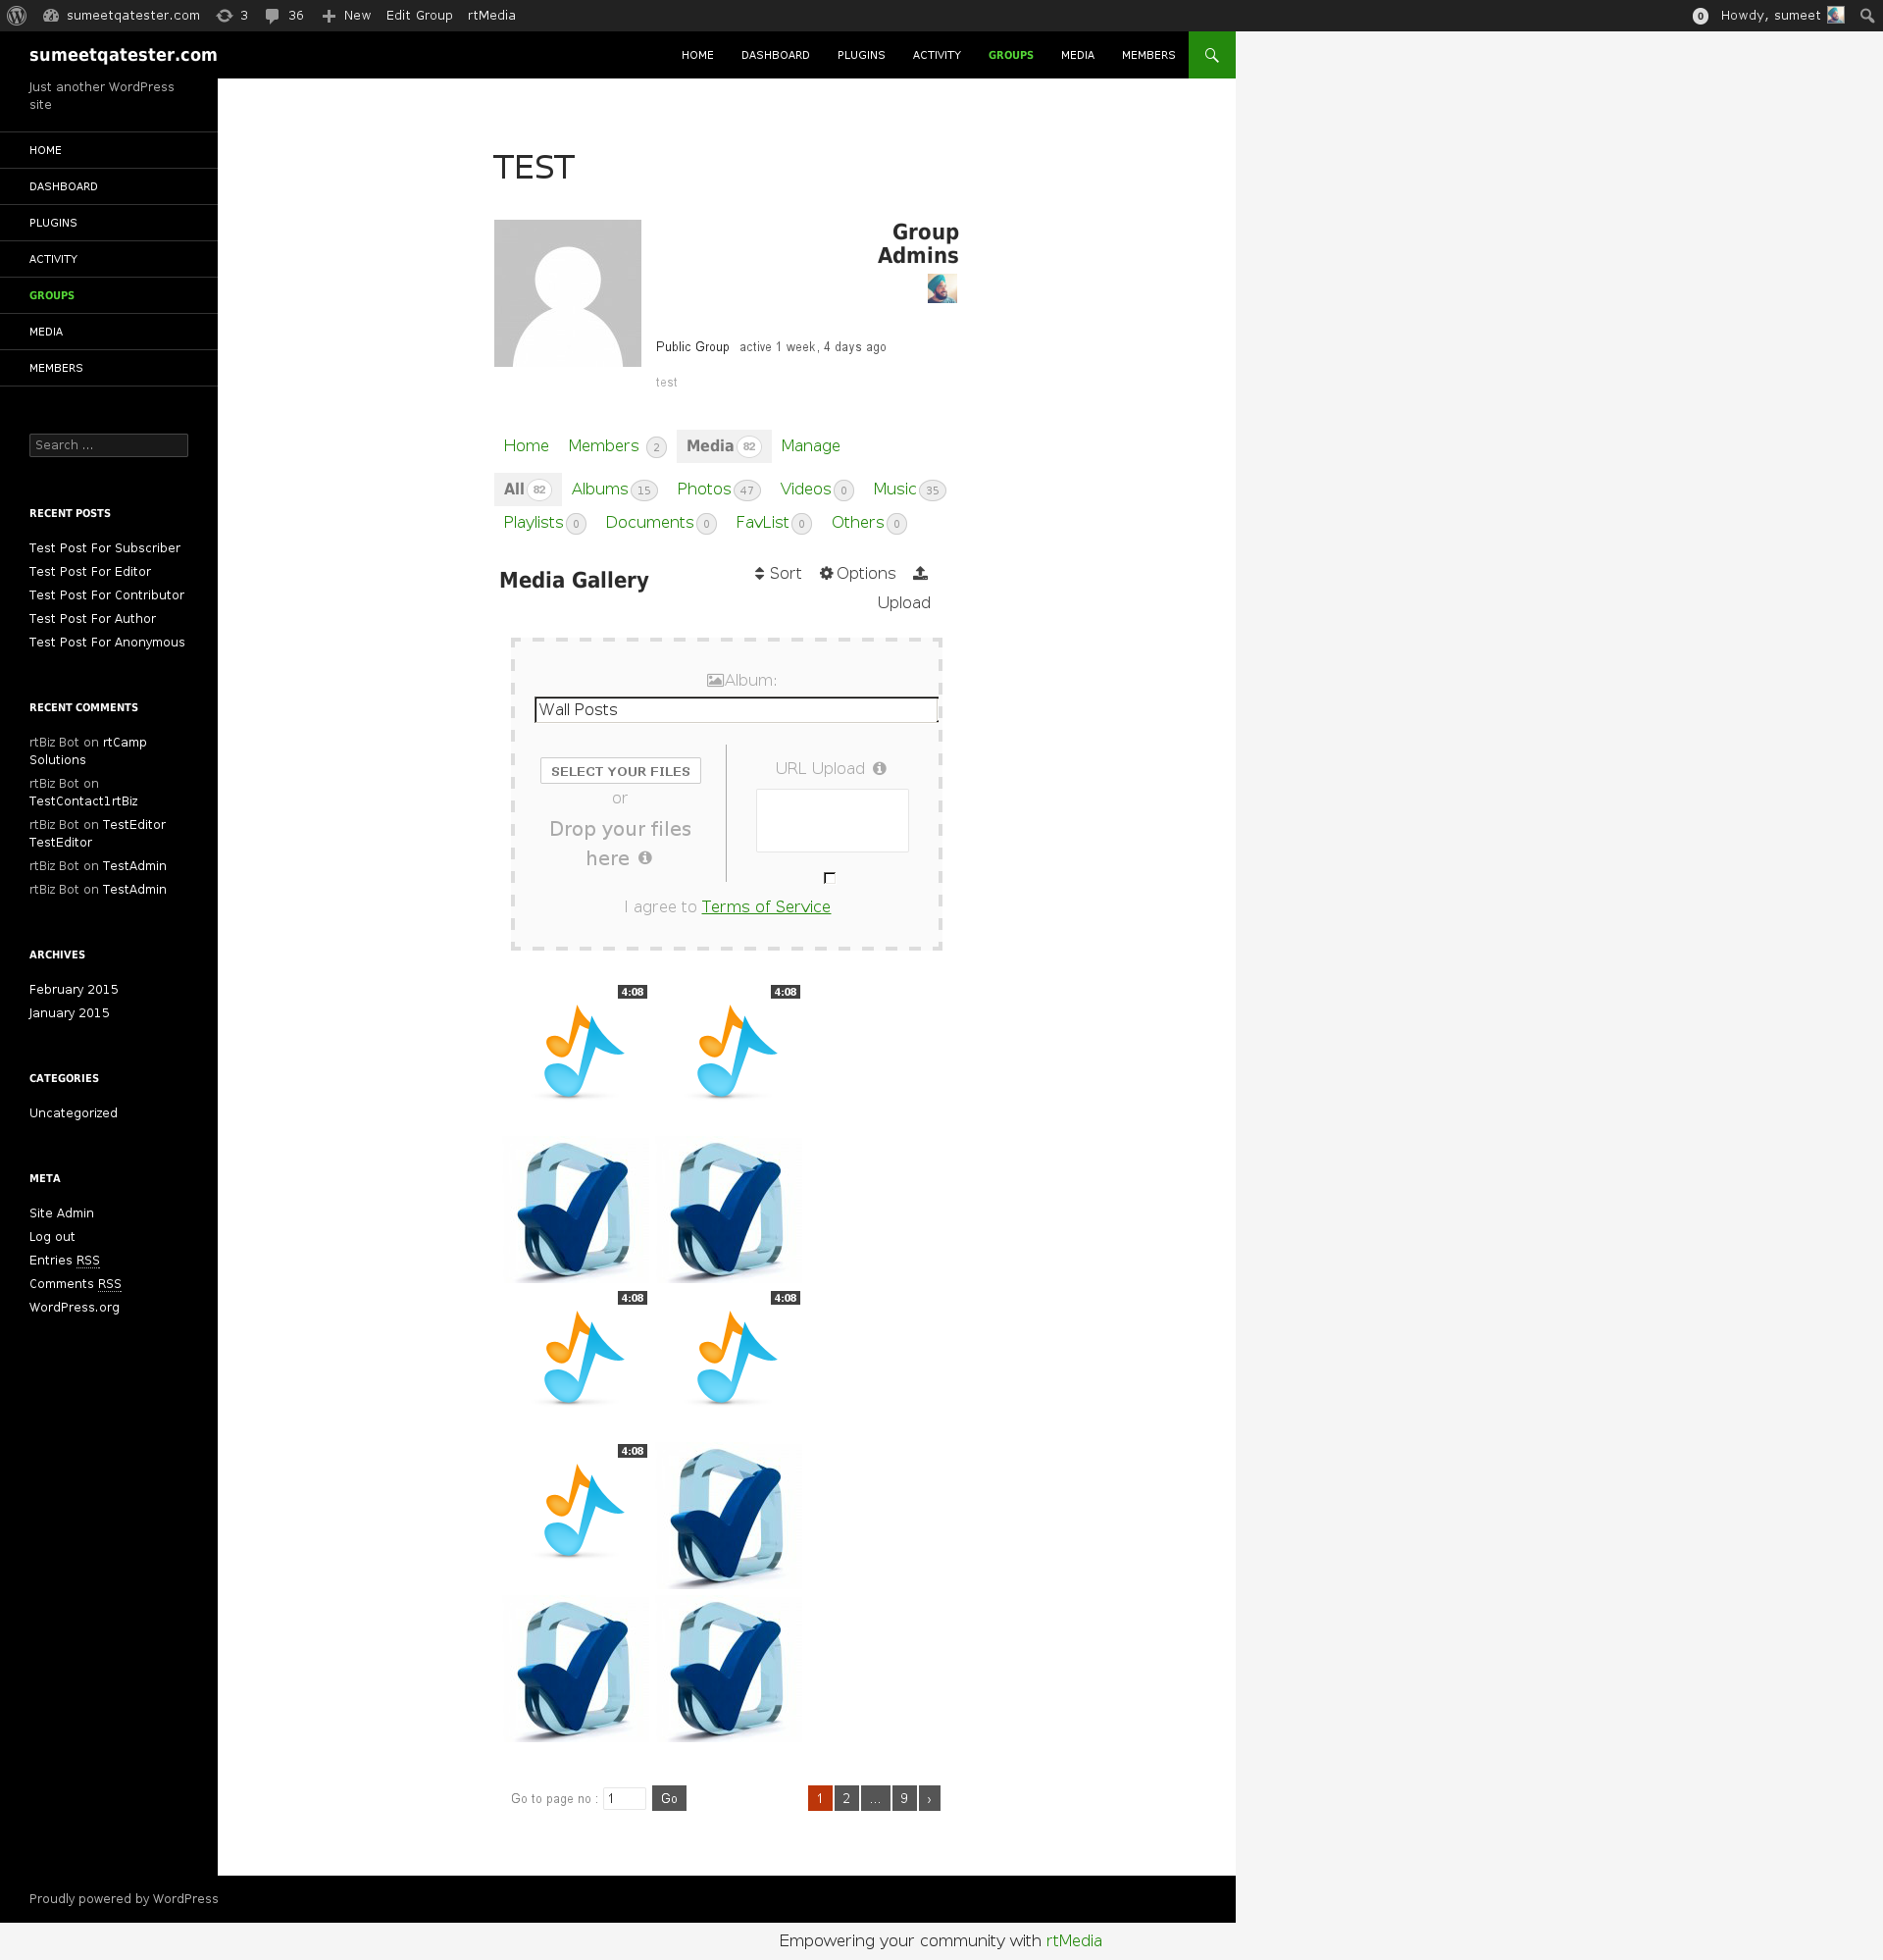 sumeetqatester.com 3 36 New Edit Group rtMedia 0 Howdy, sumeet
sumeetqatester.com
HOME DASHBOARD PLUGINS ACTIVITY GROUPS MEDIA MEMBERS
Just another WordPress
site
HOME
DASHBOARD
PLUGINS
ACTIVITY
GROUPS
MEDIA
MEMBERS
Search ...
RECENT POSTS
Test Post For Subscriber
Test Post For Editor
Test Post For Contributor
Test Post For Author
Test Post For Anonymous
RECENT COMMENTS
rtBiz Bot on rtCamp
Solutions
rtBiz Bot on
TestContact1rtBiz
rtBiz Bot on TestEditor
TestEditor
rtBiz Bot on TestAdmin
rtBiz Bot on TestAdmin
ARCHIVES
February 2015
January 2015
CATEGORIES
Uncategorized
META
Site Admin
Log out
Entries RSS
Comments RSS
WordPress.org
TEST
Group
Admins
Public Group active 1 week, 4 days ago
test
Home Members 2 Media 82 Manage
All 82 Albums 15 Photos 47 Videos 0 Music 35
Playlists 0 Documents 0 FavList 0 Others 0
Media Gallery
Sort Options
Upload
Album:
Wall Posts
SELECT YOUR FILES
or
Drop your files
here
URL Upload
I agree to Terms of Service
4:08 4:08
4:08 4:08
4:08
Go to page no : 1 Go 1 2 ... 9 ›
Proudly powered by WordPress
Empowering your community with rtMedia